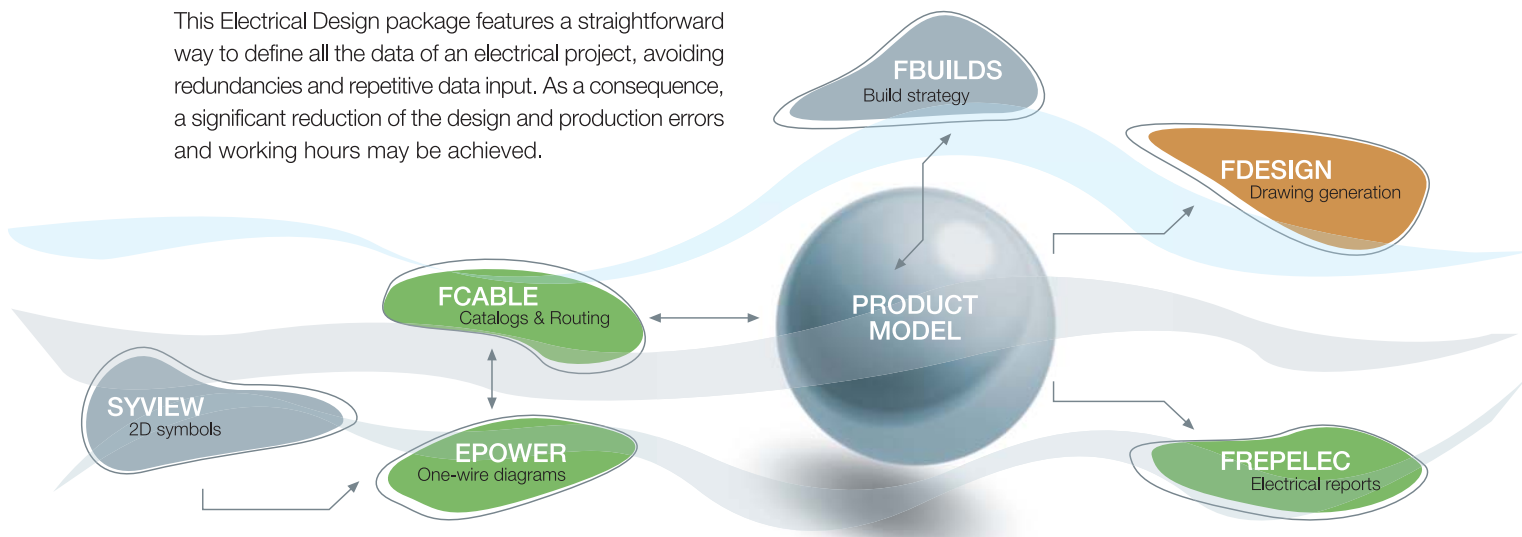 This Electrical Design package features a straightforward
way to define all the data of an electrical project, avoiding
redundancies and repetitive data input. As a consequence,
a significant reduction of the design and production errors
and working hours may be achieved.
FBUILDS
Build strategy
FDESIGN
Drawing generation
FCABLE
Catalogs & Routing
PRODUCT
MODEL
SYVIEW
2D symbols
EPOWER
One-wire diagrams
FREPELEC
Electrical reports